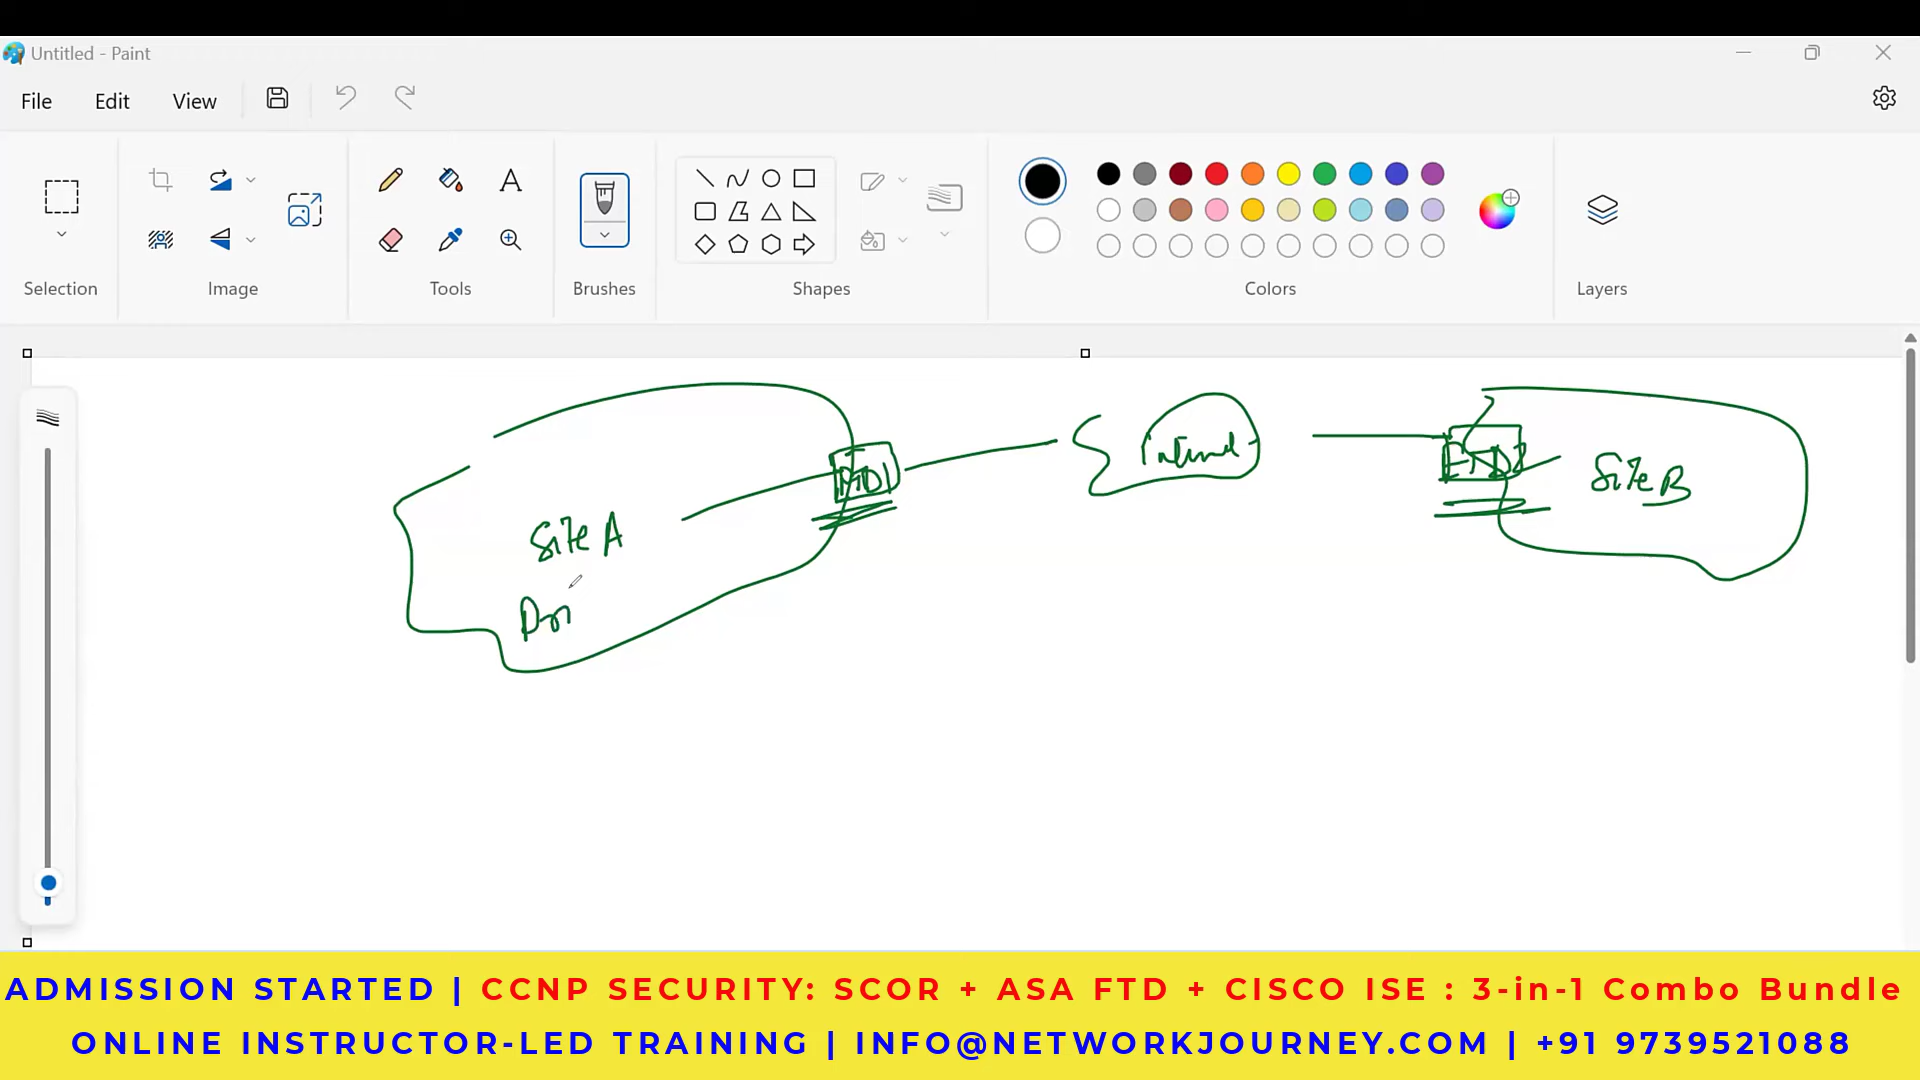 Untitled - Paint
File Edit View
Selection Image Tools Brushes Shapes Colors Layers
Internet
Site B
Site A
ADMISSION STARTED | CCNP SECURITY: SCOR + ASA FTD + CISCO ISE : 3-in-1 Combo Bundle
ONLINE INSTRUCTOR-LED TRAINING | INFO@NETWORKJOURNEY.COM | +91 9739521088